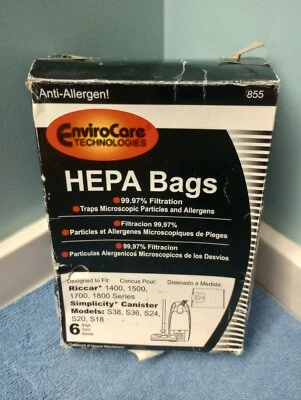 Anti-Allergen!
855
EnviroCare
TECHNOLOGIES
HEPA Bags
99.97% Filtration
Traps Microscopic Particles and Allergens
Filtracion 99,97%
Particles et Allergenes Microscopiques de Pieges
99,97% Filtracion
Particulas Alergenicos Microscopicos de los Desvios
Designed to Fit: Concus Pour: Disenado a Medida:
Riccar* 1400, 1500,
1700, 1800 Series
Simplicity* Canister
Models: S38, S36, S24,
S20, S18
6 Bags